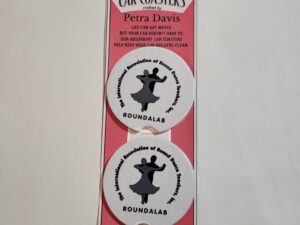 CAR COASTERS
crafted by
Petra Davis
LIFE CAN GET MESSY
BUT YOUR CAR DOESN'T HAVE TO
OUR ABSORBENT CAR COASTERS
HELP KEEP YOUR CAR HOLDERS CLEAN.
The International Association of Round Dance Teachers, Inc.
ROUNDALAB
The International Association of Round Dance Teachers, Inc.
ROUNDALAB